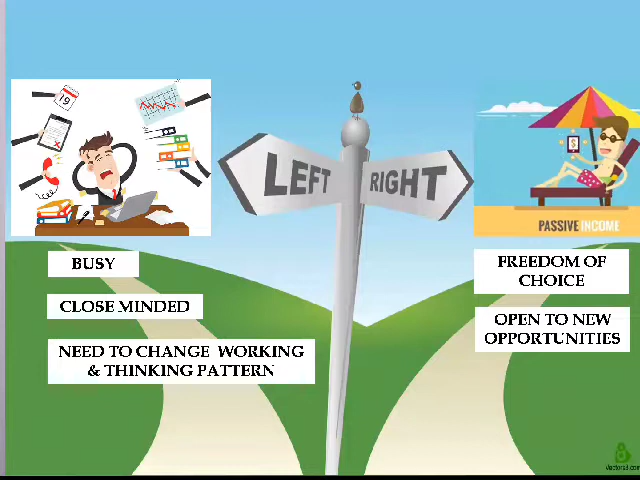 19
LEFT
RIGHT
$
PASSIVE INCOME
BUSY
CLOSE MINDED
NEED TO CHANGE WORKING
& THINKING PATTERN
FREEDOM OF
CHOICE
OPEN TO NEW
OPPORTUNITIES